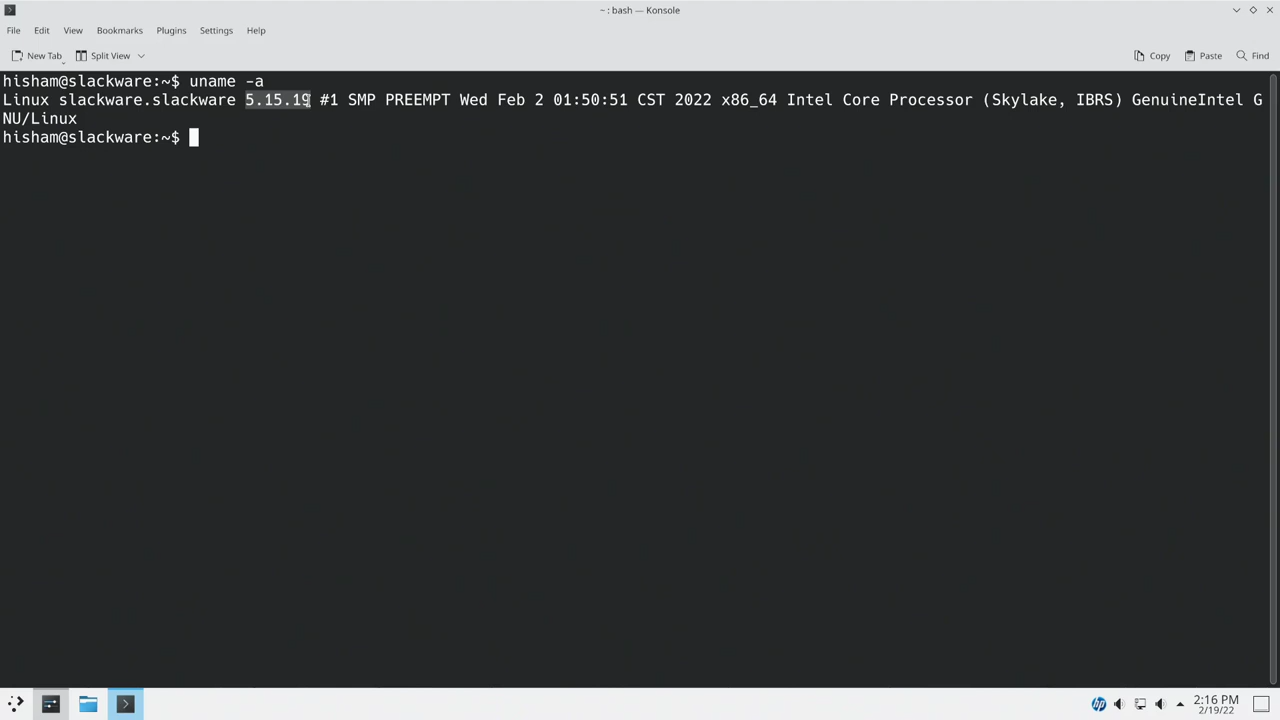 ~ : bash — Konsole
File Edit View Bookmarks Plugins Settings Help
New Tab Split View Copy Paste Find
hisham@slackware:~$ uname -a
Linux slackware.slackware 5.15.19 #1 SMP PREEMPT Wed Feb 2 01:50:51 CST 2022 x86_64 Intel Core Processor (Skylake, IBRS) GenuineIntel G
NU/Linux
hisham@slackware:~$
hp 2:16 PM
2/19/22